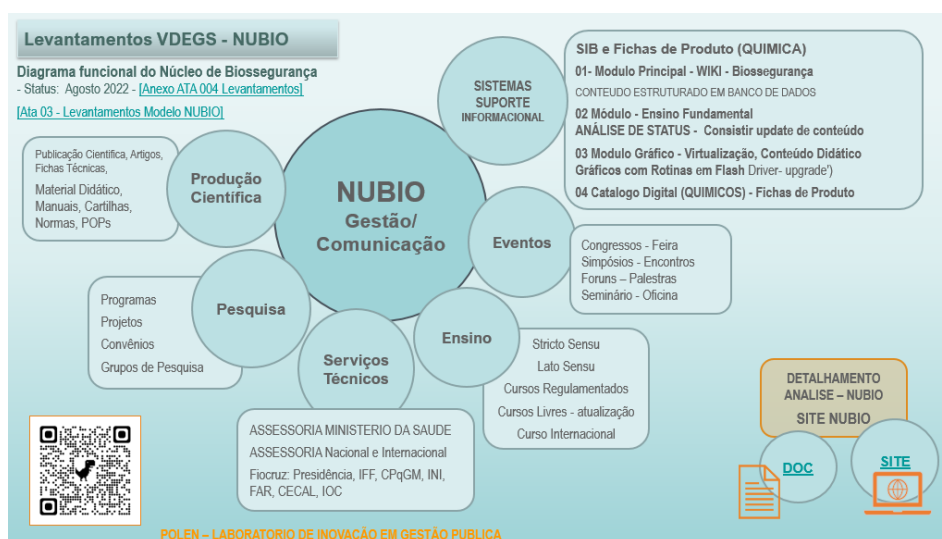 Levantamentos VDEGS - NUBIO
Diagrama funcional do Núcleo de Biossegurança
- Status: Agosto 2022 - [Anexo ATA 004 Levantamentos]
[Ata 03 - Levantamentos Modelo NUBIO]
SISTEMAS
SUPORTE
INFORMACIONAL
SIB e Fichas de Produto (QUIMICA)
01- Modulo Principal - WIKI - Biossegurança
CONTEUDO ESTRUTURADO EM BANCO DE DADOS
02 Módulo - Ensino Fundamental
ANÁLISE DE STATUS - Consistir update de conteúdo
03 Modulo Gráfico - Virtualização, Conteúdo Didático
Gráficos com Rotinas em Flash Driver- upgrade')
04 Catalogo Digital (QUIMICOS) - Fichas de Produto
Publicação Cientifica, Artigos,
Fichas Técnicas,
Material Didático,
Manuais, Cartilhas,
Normas, POPs
Produção
Científica
NUBIO
Gestão/
Comunicação
Eventos
Congressos - Feira
Simpósios - Encontros
Foruns – Palestras
Seminário - Oficina
Programas
Projetos
Convênios
Grupos de Pesquisa
Pesquisa
Serviços
Técnicos
Ensino
Stricto Sensu
Lato Sensu
Cursos Regulamentados
Cursos Livres - atualização
Curso Internacional
ASSESSORIA MINISTERIO DA SAUDE
ASSESSORIA Nacional e Internacional
Fiocruz: Presidência, IFF, CPqGM, INI,
FAR, CECAL, IOC
DETALHAMENTO
ANALISE – NUBIO
SITE NUBIO
DOC
SITE
POLEN – LABORATORIO DE INOVAÇÃO EM GESTÃO PUBLICA